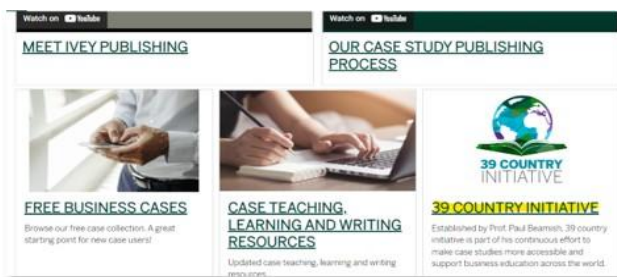 Watch on YouTube
Watch on YouTube
MEET IVEY PUBLISHING
OUR CASE STUDY PUBLISHING
PROCESS
39 COUNTRY
INITIATIVE
FREE BUSINESS CASES
Browse our free case collection. A great
starting point for new case users!
CASE TEACHING,
LEARNING AND WRITING
RESOURCES
Updated case teaching, learning and writing
resources
39 COUNTRY INITIATIVE
Established by Prof. Paul Beamish, 39 country
initiative is part of his continuous effort to
make case studies more accessible and
support business education across the world.